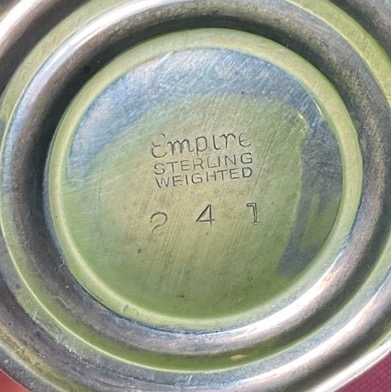 Empire
STERLING
WEIGHTED
241